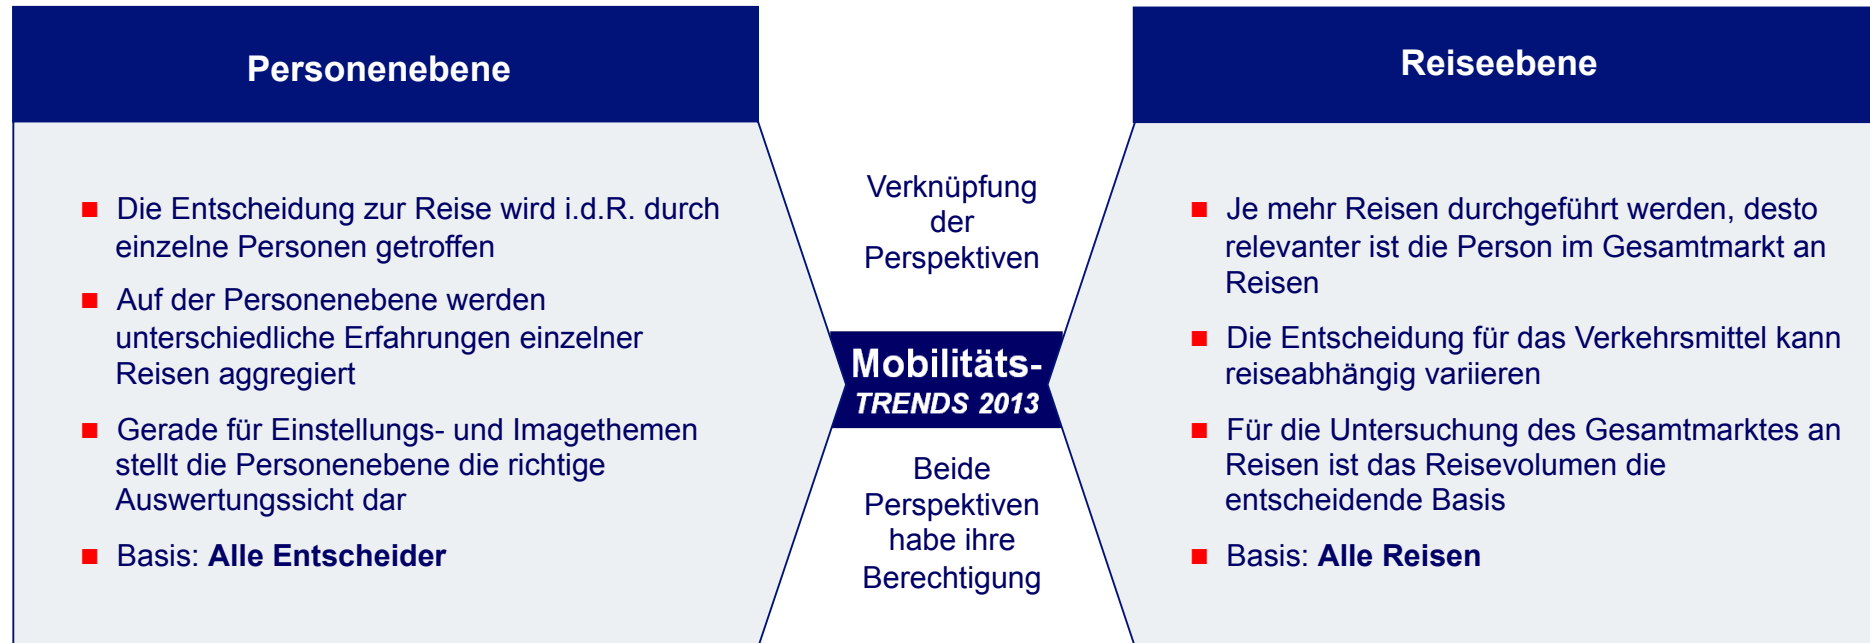 Personenebene
Die Entscheidung zur Reise wird i.d.R. durch
einzelne Personen getroffen
Auf der Personenebene werden
unterschiedliche Erfahrungen einzelner
Reisen aggregiert
Gerade für Einstellungs- und Imagethemen
stellt die Personenebene die richtige
Auswertungssicht dar
Basis: Alle Entscheider
Verknüpfung
der
Perspektiven
Mobilitäts-
TRENDS 2013
Beide
Perspektiven
habe ihre
Berechtigung
Reiseebene
Je mehr Reisen durchgeführt werden, desto
relevanter ist die Person im Gesamtmarkt an
Reisen
Die Entscheidung für das Verkehrsmittel kann
reiseabhängig variieren
Für die Untersuchung des Gesamtmarktes an
Reisen ist das Reisevolumen die
entscheidende Basis
Basis: Alle Reisen